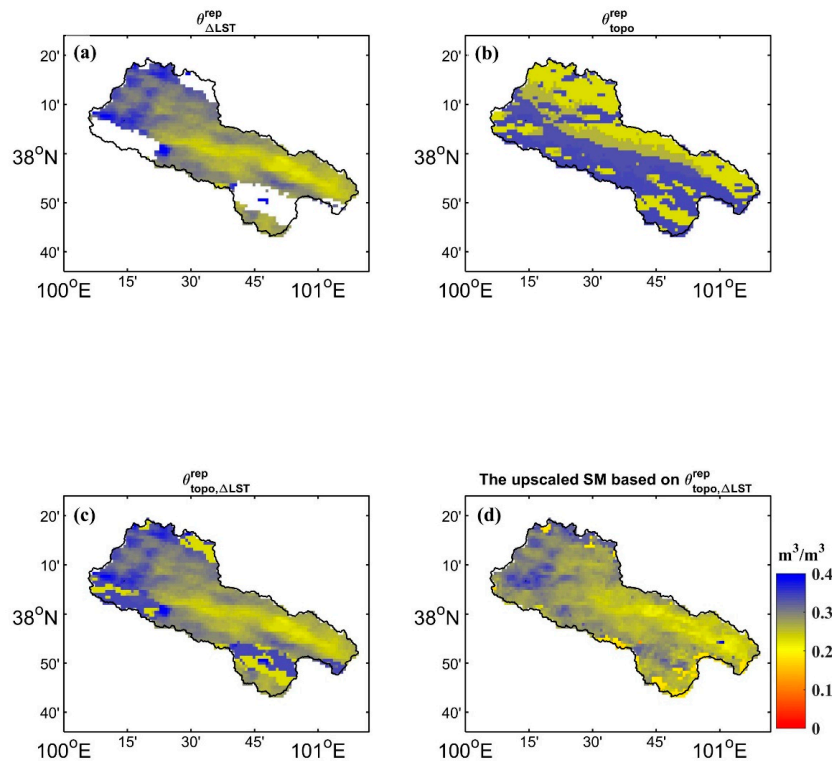 θ^rep_ΔLST
θ^rep_topo
(a)
(b)
20'
10'
38°N
50'
40'
100°E 15' 30' 45' 101°E
20'
10'
38°N
50'
40'
100°E 15' 30' 45' 101°E
θ^rep_topo,ΔLST
The upscaled SM based on θ^rep_topo,ΔLST
(c)
(d)
20'
10'
38°N
50'
40'
100°E 15' 30' 45' 101°E
20'
10'
38°N
50'
40'
100°E 15' 30' 45' 101°E
m³/m³
0.4
0.3
0.2
0.1
0